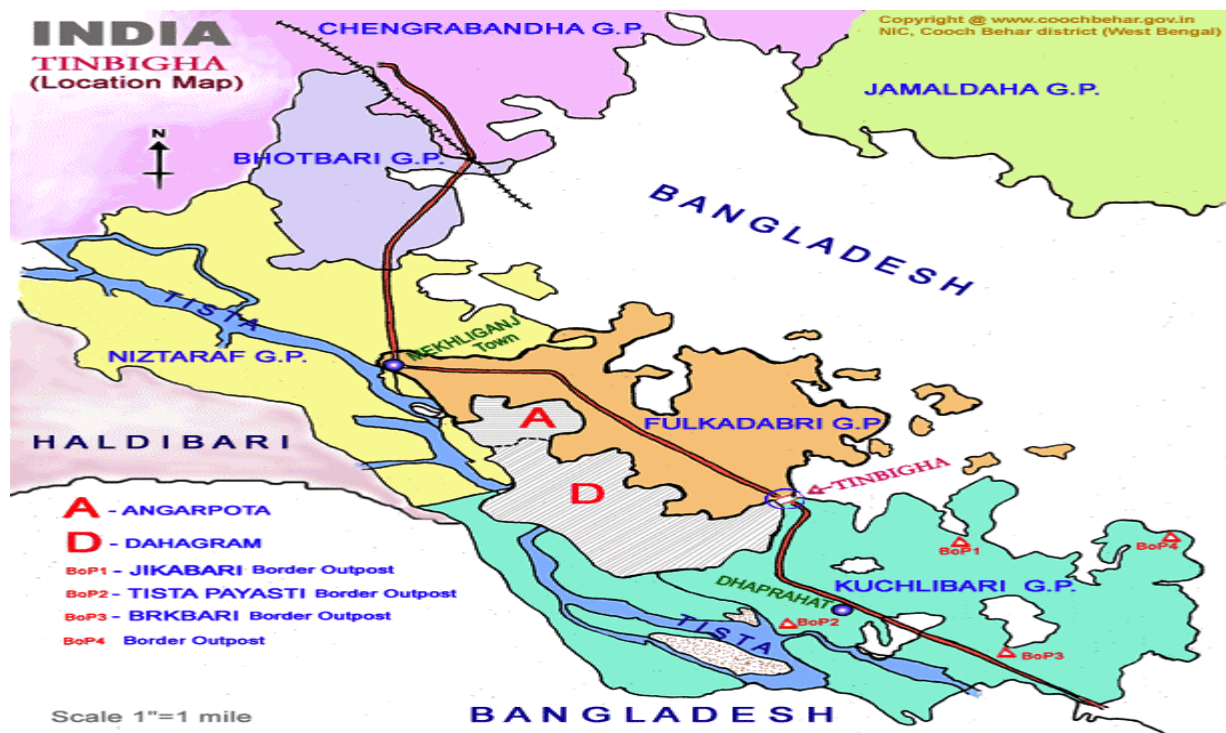 INDIA
TINBIGHA
(Location Map)
CHENGRABANDHA G.P.
Copyright @ www.coochbehar.gov.in
NIC, Cooch Behar district (West Bengal)
JAMALDAHA G.P.
N
BHOTBARI G.P.
BANGLADESH
TISTA
NIZTARAF G.P.
MEKHLIGANJ
Town
HALDIBARI
A
FULKADABRI G.P
D
TINBIGHA
A - ANGARPOTA
D - DAHAGRAM
BoP1 - JIKABARI Border Outpost
BoP2 - TISTA PAYASTI Border Outpost
BoP3 - BRKBARI Border Outpost
BoP4 Border Outpost
BoP1
BoP4
KUCHLIBARI G.P.
DHAPRAHAT
BoP2
TISTA
BoP3
Scale 1"=1 mile
BANGLADESH